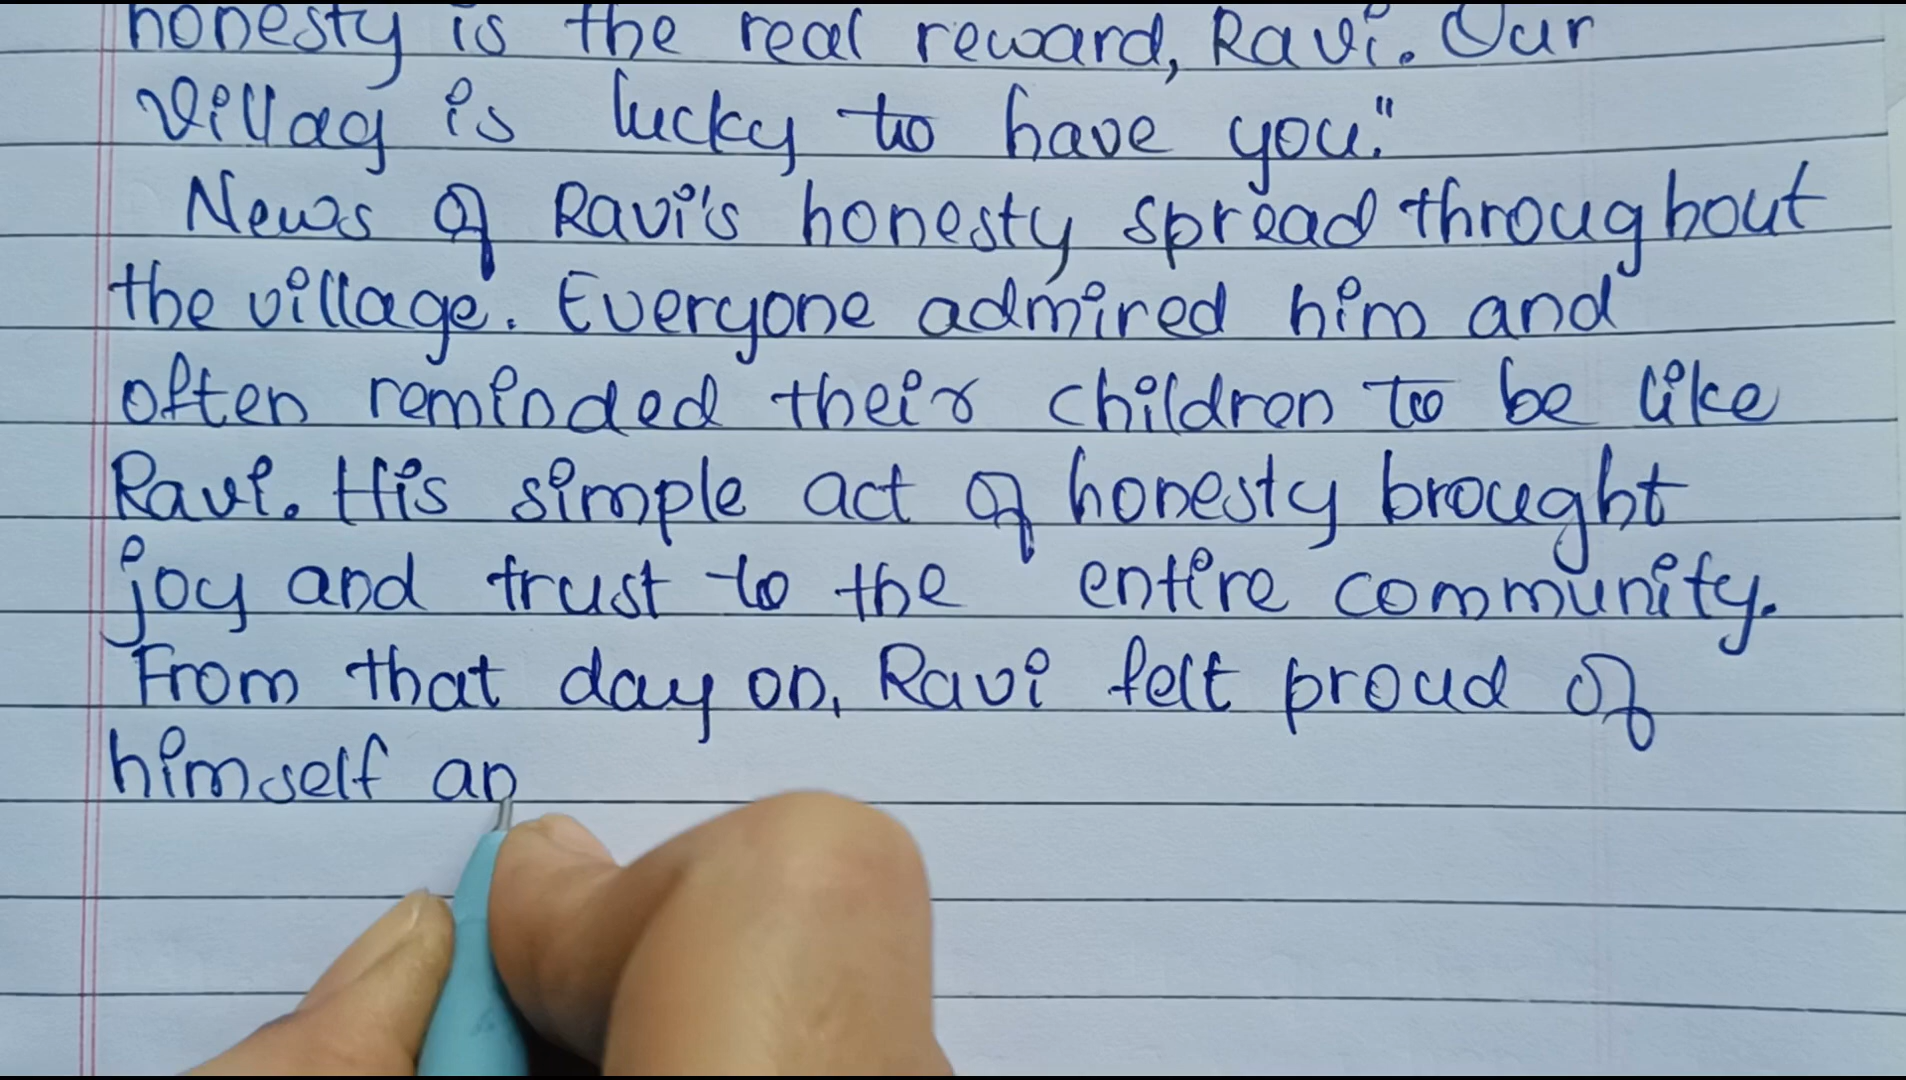 honesty is the real reward, Ravi. Our
Villag is lucky to have you."
News of Ravi's honesty spread throughout
the village. Everyone admired him and
often reminded their children to be like
Ravi. His simple act of honesty brought
joy and trust to the entire community.
From that day on, Ravi felt proud of
himself an